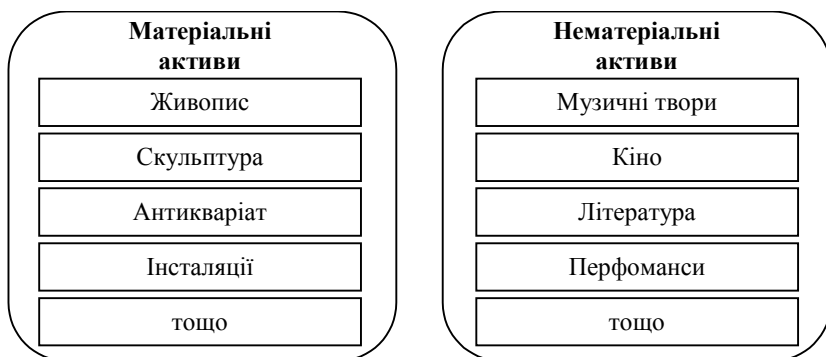 Матеріальні
активи
Живопис
Скульптура
Антикваріат
Інсталяції
тощо
Нематеріальні
активи
Музичні твори
Кіно
Література
Перфоманси
тощо